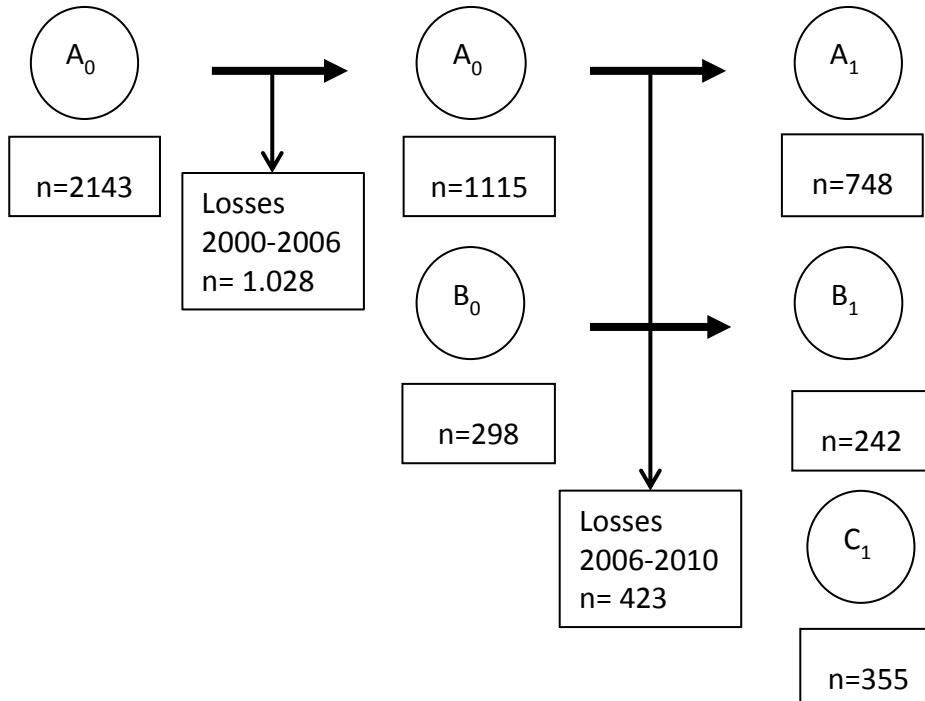 A₀
A₀
A₁
n=2143
n=1115
n=748
Losses
2000-2006
n= 1.028
B₀
B₁
n=298
n=242
Losses
2006-2010
n= 423
C₁
n=355